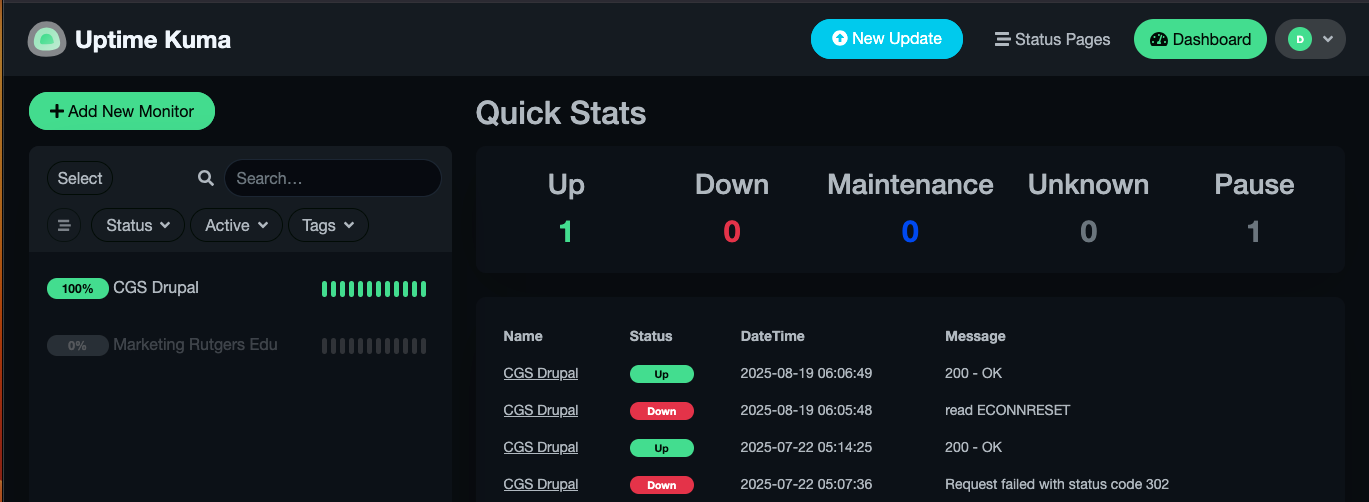 Uptime Kuma
New Update
Status Pages
Dashboard
D
Add New Monitor
Select
Search...
Status
Active
Tags
100% CGS Drupal
0% Marketing Rutgers Edu
Quick Stats
Up Down Maintenance Unknown Pause
1 0 0 0 1
Name Status DateTime Message
CGS Drupal Up 2025-08-19 06:06:49 200 - OK
CGS Drupal Down 2025-08-19 06:05:48 read ECONNRESET
CGS Drupal Up 2025-07-22 05:14:25 200 - OK
CGS Drupal Down 2025-07-22 05:07:36 Request failed with status code 302